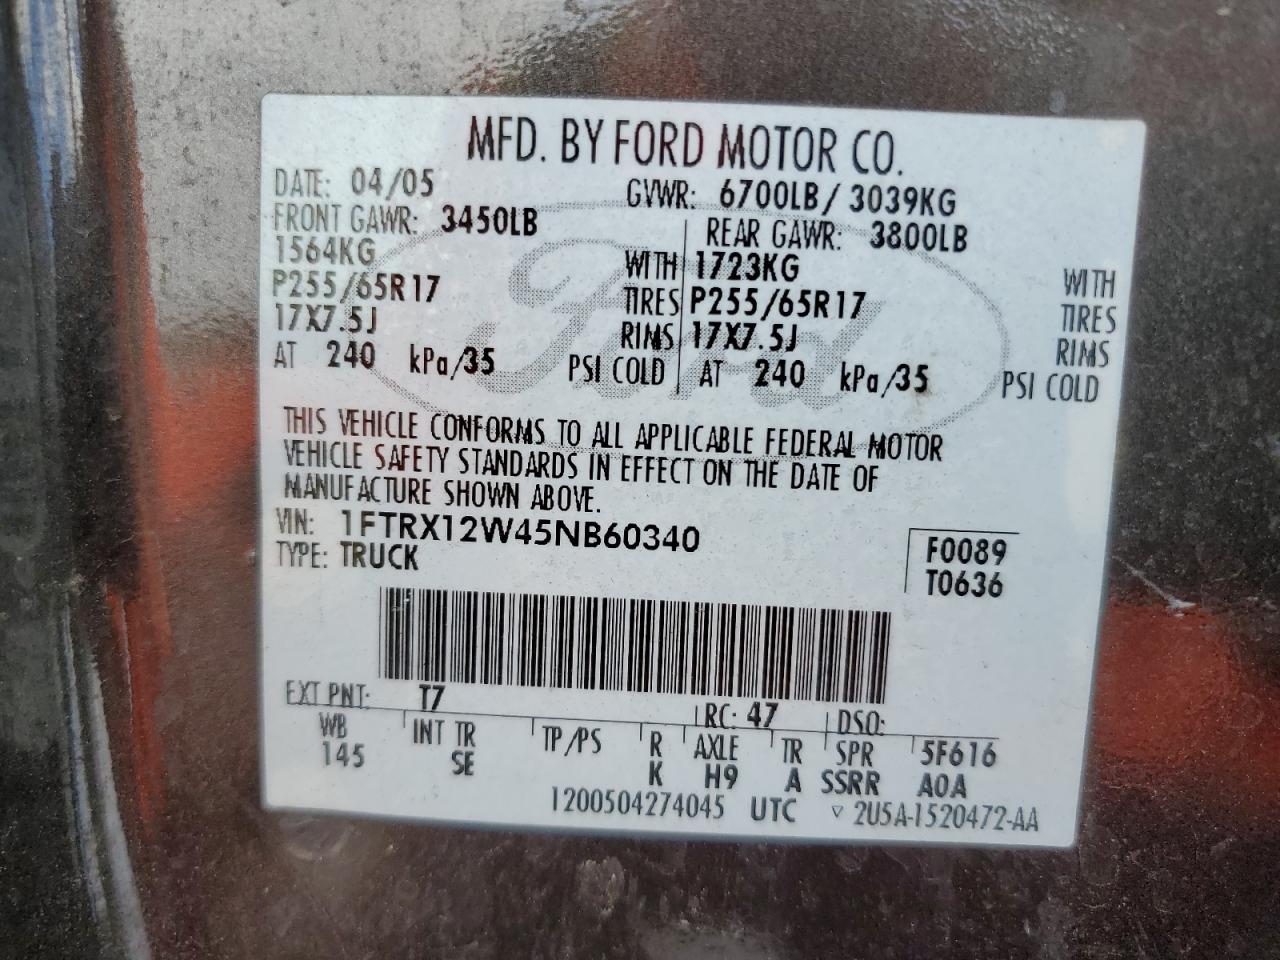 MFD. BY FORD MOTOR CO.
DATE: 04/05 GVWR: 6700LB / 3039KG
FRONT GAWR: 3450LB REAR GAWR: 3800LB
1564KG WITH 1723KG WITH
P255/65R17 TIRES P255/65R17 TIRES
17X7.5J RIMS 17X7.5J RIMS
AT 240 kPa/35 PSI COLD AT 240 kPa/35 PSI COLD
Ford
THIS VEHICLE CONFORMS TO ALL APPLICABLE FEDERAL MOTOR
VEHICLE SAFETY STANDARDS IN EFFECT ON THE DATE OF
MANUFACTURE SHOWN ABOVE.
VIN: 1FTRX12W45NB60340
TYPE: TRUCK
F0089
T0636
EXT PNT: T7 RC: 47 DSO:
WB INT TR TP/PS R AXLE TR SPR 5F616
145 SE K H9 A SSRR A0A
1200504274045 UTC ▽ 2U5A-1520472-AA